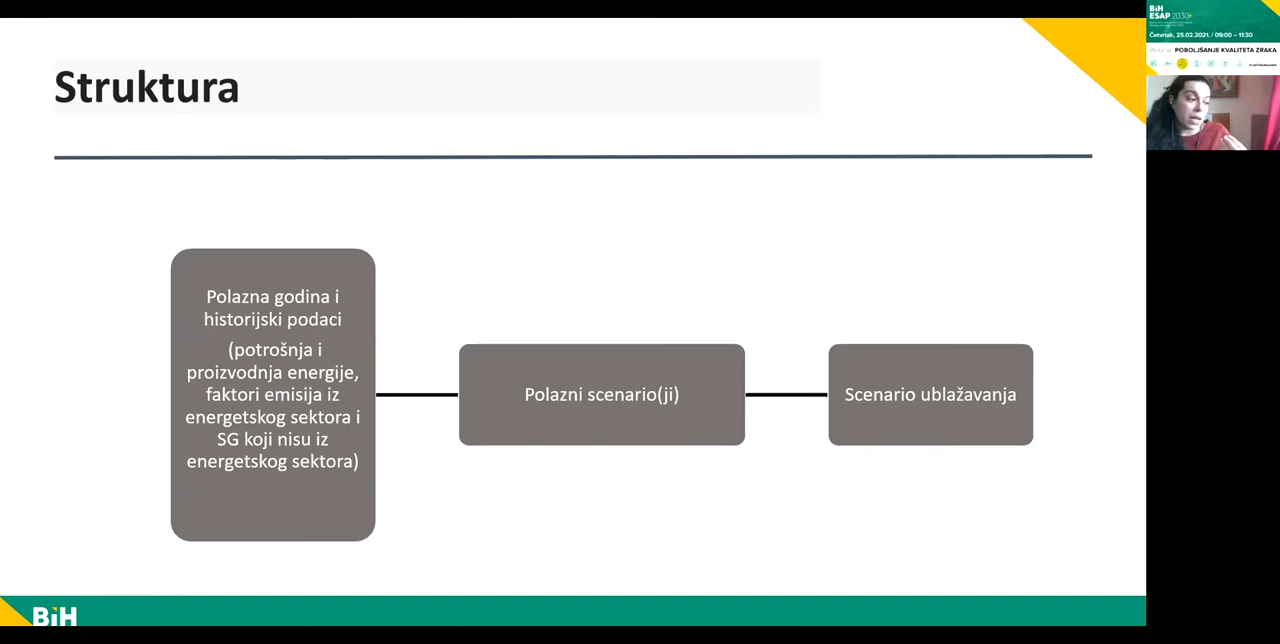 Struktura
Polazna godina i
historijski podaci
(potrošnja i
proizvodnja energije,
faktori emisija iz
energetskog sektora i
SG koji nisu iz
energetskog sektora)
Polazni scenario(ji)
Scenario ublažavanja
BiH
BiH
ESAP 2030+
Četvrtak, 25.02.2021. / 09:00 – 11:30
Webinar: POBOLJŠANJE KVALITETA ZRAKA